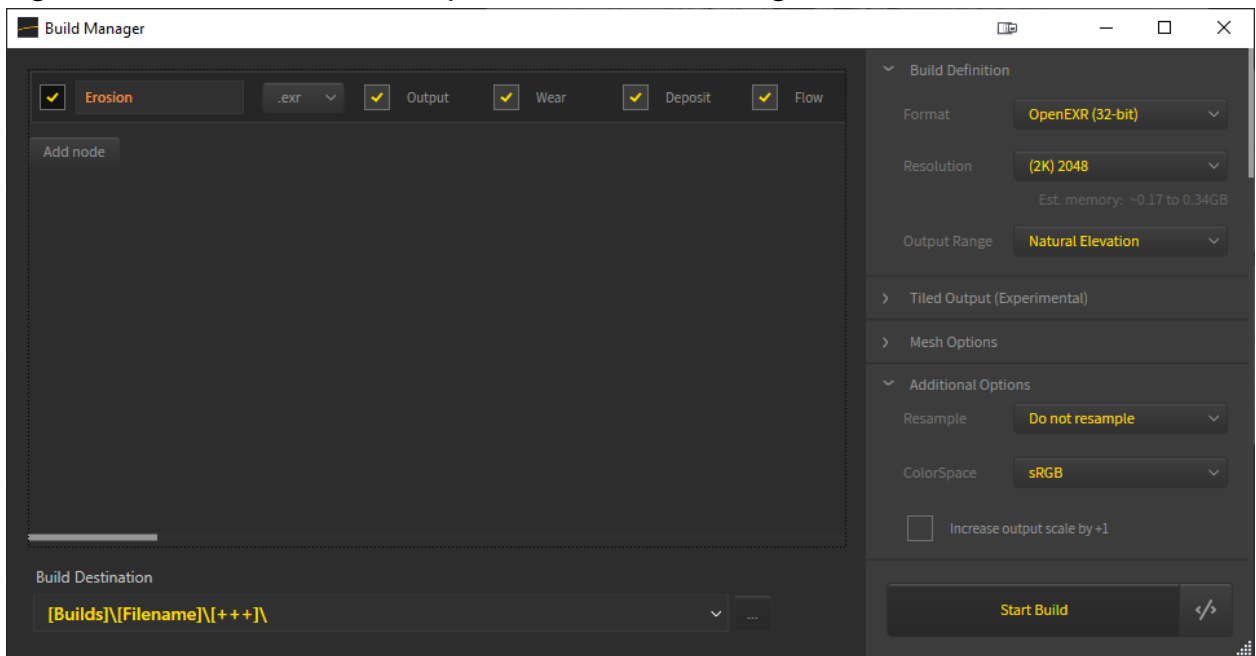 Build Manager
Erosion .exr Output Wear Deposit Flow
Add node
Build Destination
[Builds]\[Filename]\[+++]\ ...
Build Definition
Format OpenEXR (32-bit)
Resolution (2K) 2048
Est. memory: ~0.17 to 0.34GB
Output Range Natural Elevation
Tiled Output (Experimental)
Mesh Options
Additional Options
Resample Do not resample
ColorSpace sRGB
Increase output scale by +1
Start Build </>